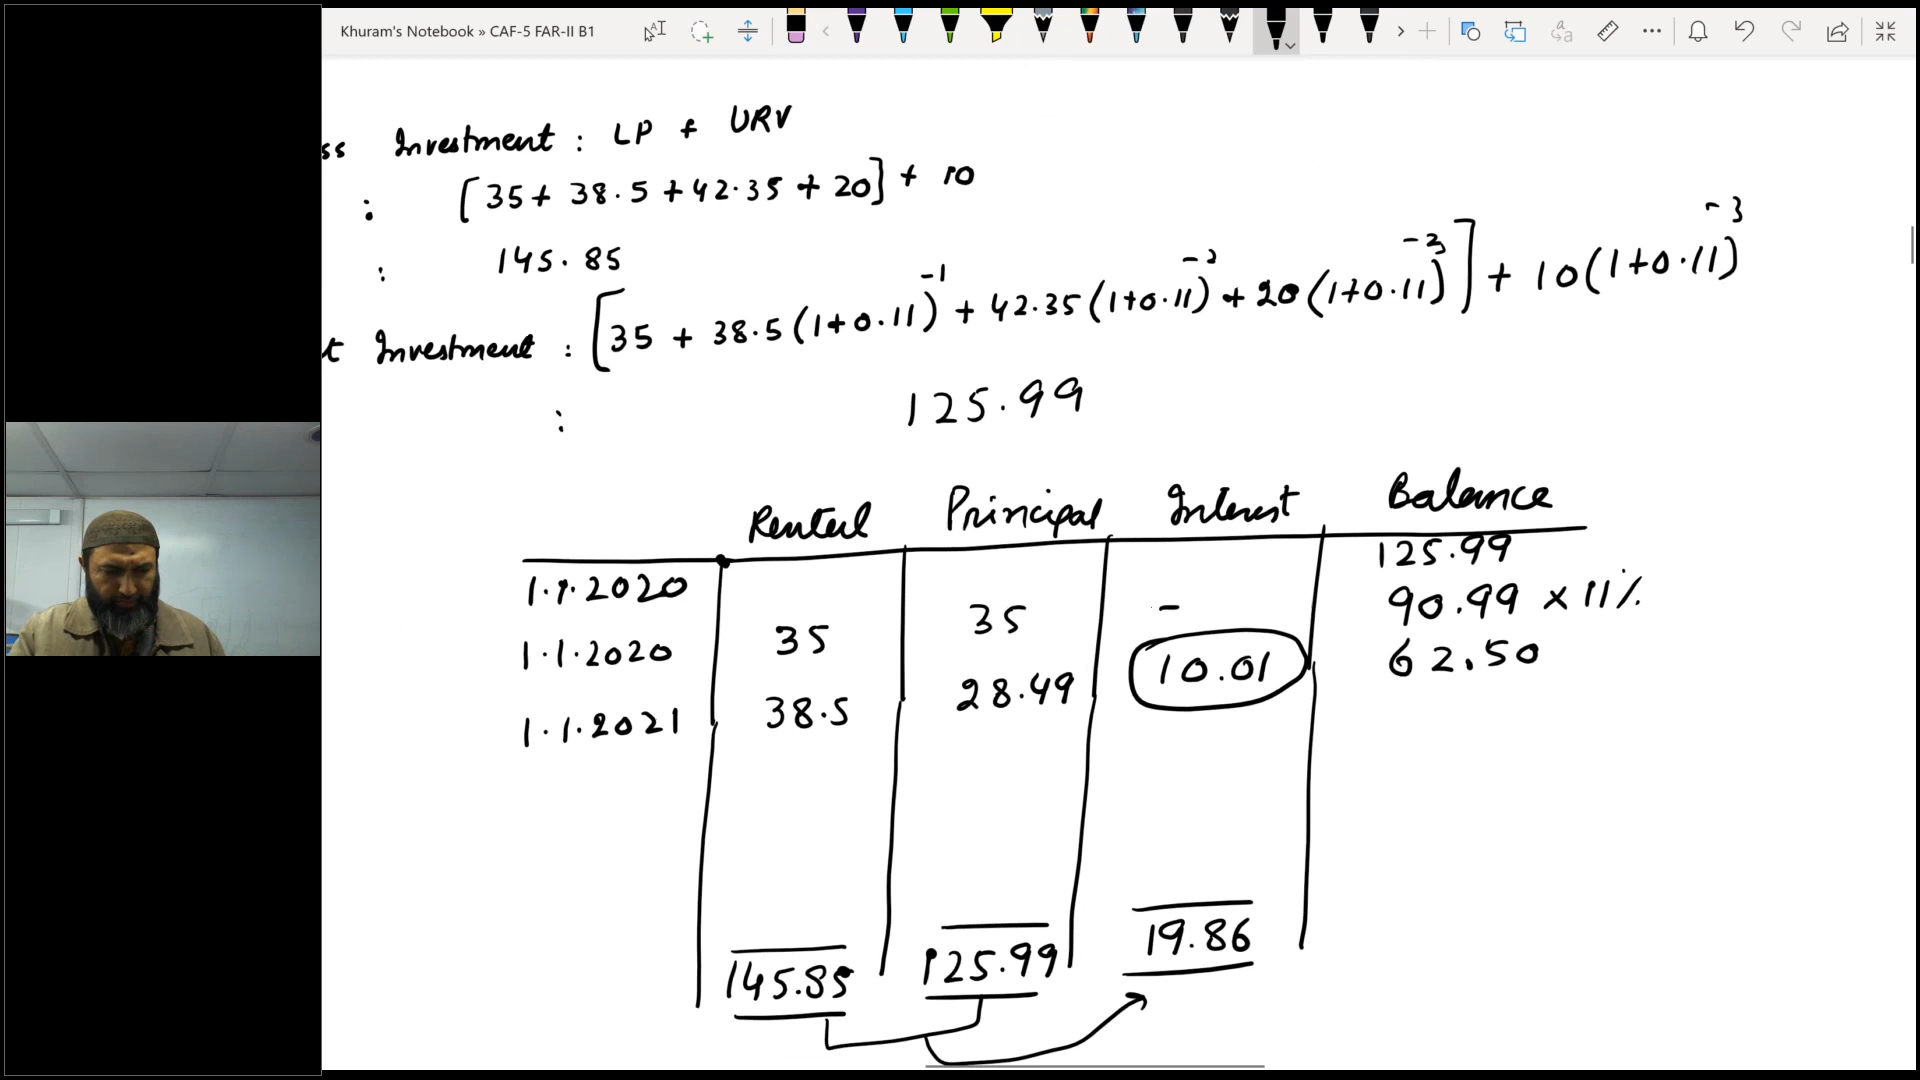 Khuram's Notebook » CAF-5 FAR-II B1
ss Investment : LP + URV
: [35 + 38.5 + 42.35 + 20] + 10
: 145.85
t Investment : [35 + 38.5(1+0.11)^-1 + 42.35(1+0.11)^-2 + 20(1+0.11)^-3] + 10(1+0.11)^-3
: 125.99
Rental Principal Interest Balance
1.1.2020 125.99
1.1.2020 35 35 - 90.99 x 11%
1.1.2021 38.5 28.49 10.01 62.50
145.85 125.99 19.86